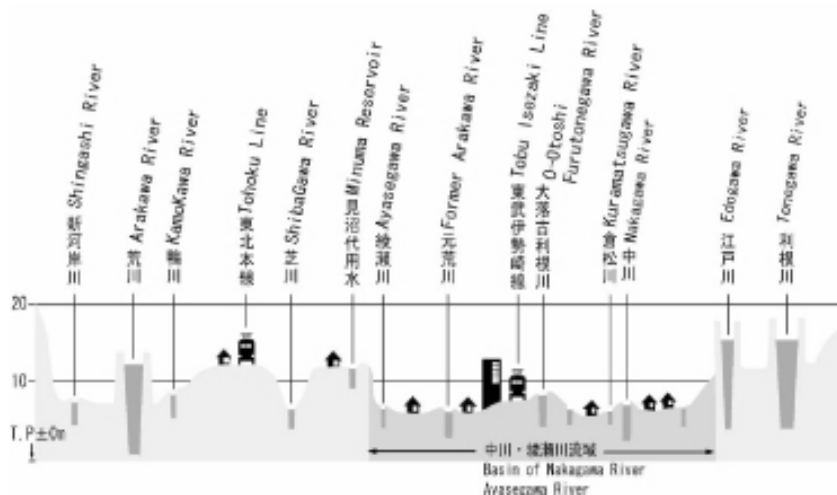 Shingashi River
新河岸川
Arakawa River
荒川
KamoKawa River
鴨川
Tohoku Line
東北本線
ShibaGawa River
芝川
Minuma Reservoir
見沼代用水
Ayasegawa River
綾瀬川
Former Arakawa River
元荒川
Tobu Isezaki Line
東武伊勢崎線
O-Otoshi
Furutonegawa River
大落古利根川
Kuramatsugawa River
倉松川
Nakagawa River
中川
Edogawa River
江戸川
Tonegawa River
利根川
20
10
T.P±0m
中川・綾瀬川流域
Basin of Nakagawa River
Ayasegawa River